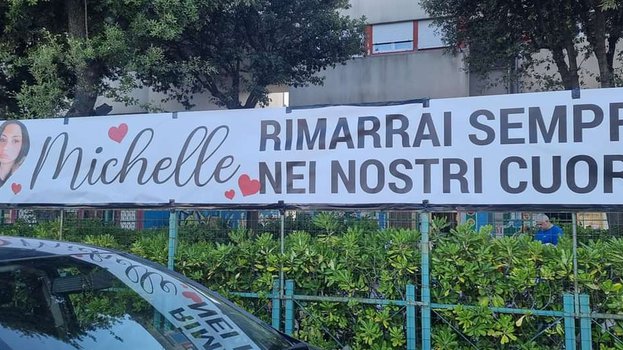 Michelle
RIMARRAI SEMPR
NEI NOSTRI CUOR